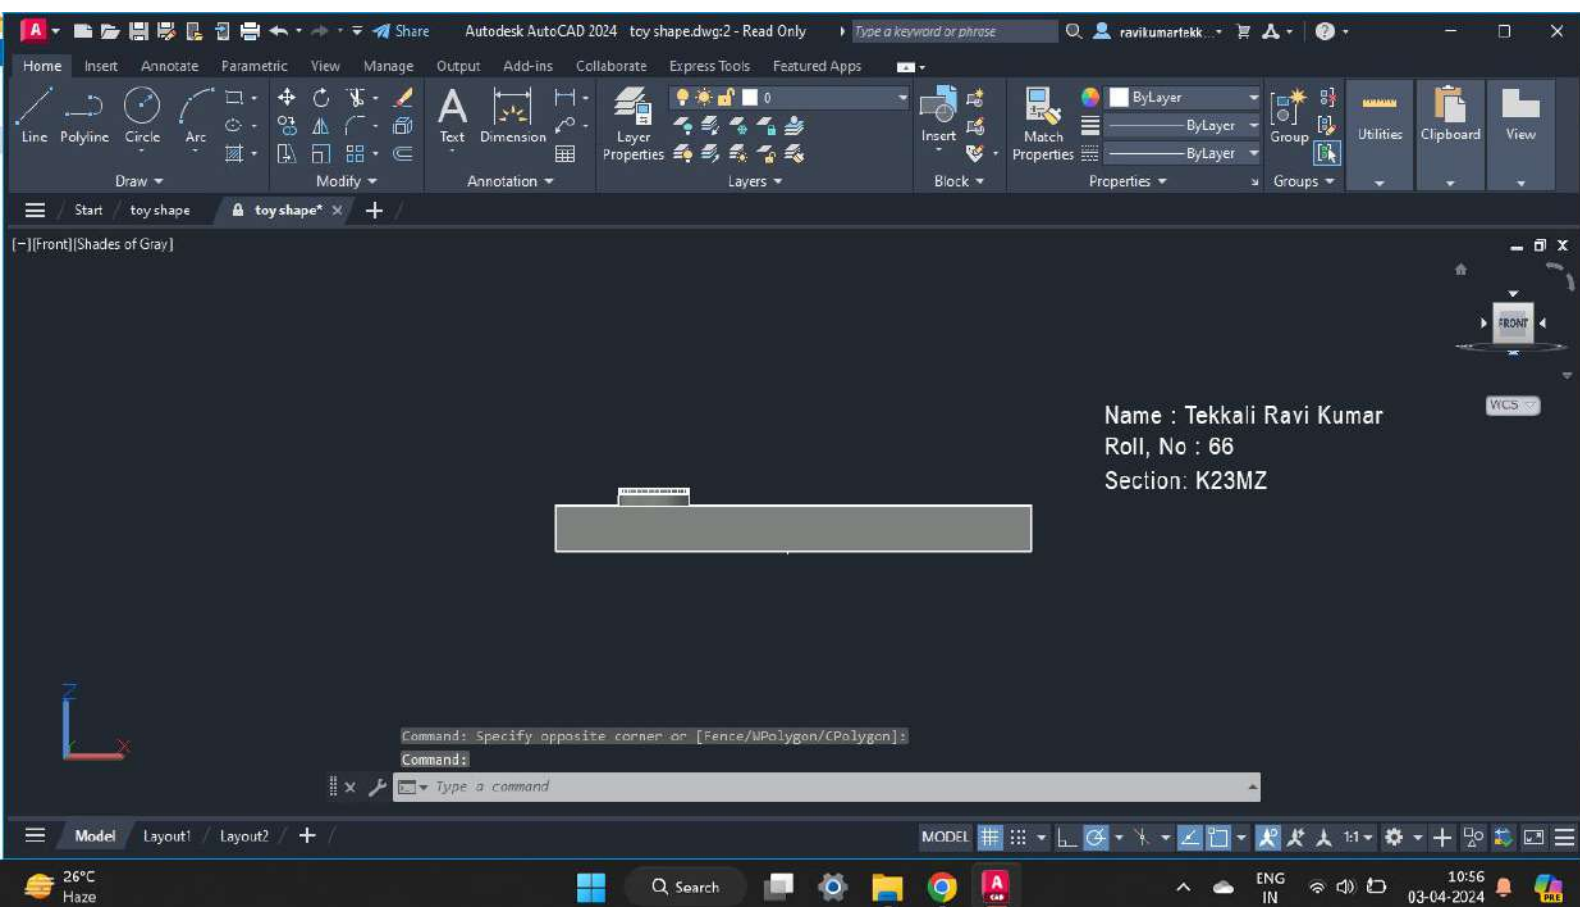 Share Autodesk AutoCAD 2024 toy shape.dwg:2 - Read Only Type a keyword or phrase ravikumartekk...
Home Insert Annotate Parametric View Manage Output Add-ins Collaborate Express Tools Featured Apps
0 ByLayer
Line Polyline Circle Arc Text Dimension Layer Properties Insert Match Properties ByLayer ByLayer Group Utilities Clipboard View
Draw Modify Annotation Layers Block Properties Groups
Start toy shape toy shape*
[−][Front][Shades of Gray]
FRONT
WCS
Name : Tekkali Ravi Kumar
Roll, No : 66
Section: K23MZ
Z
X
Command: Specify opposite corner or [Fence/WPolygon/CPolygon]:
Command:
Type a command
Model Layout1 Layout2 MODEL 1:1
26°C
Haze
Search
ENG
IN
10:56
03-04-2024